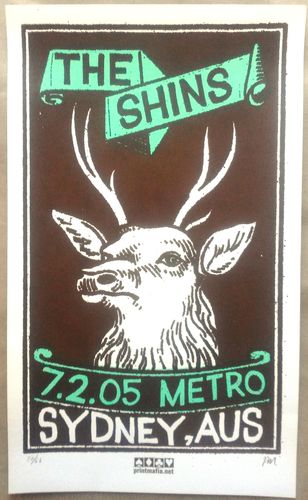 THE
SHINS
7.2.05 METRO
SYDNEY, AUS
printmafia.net